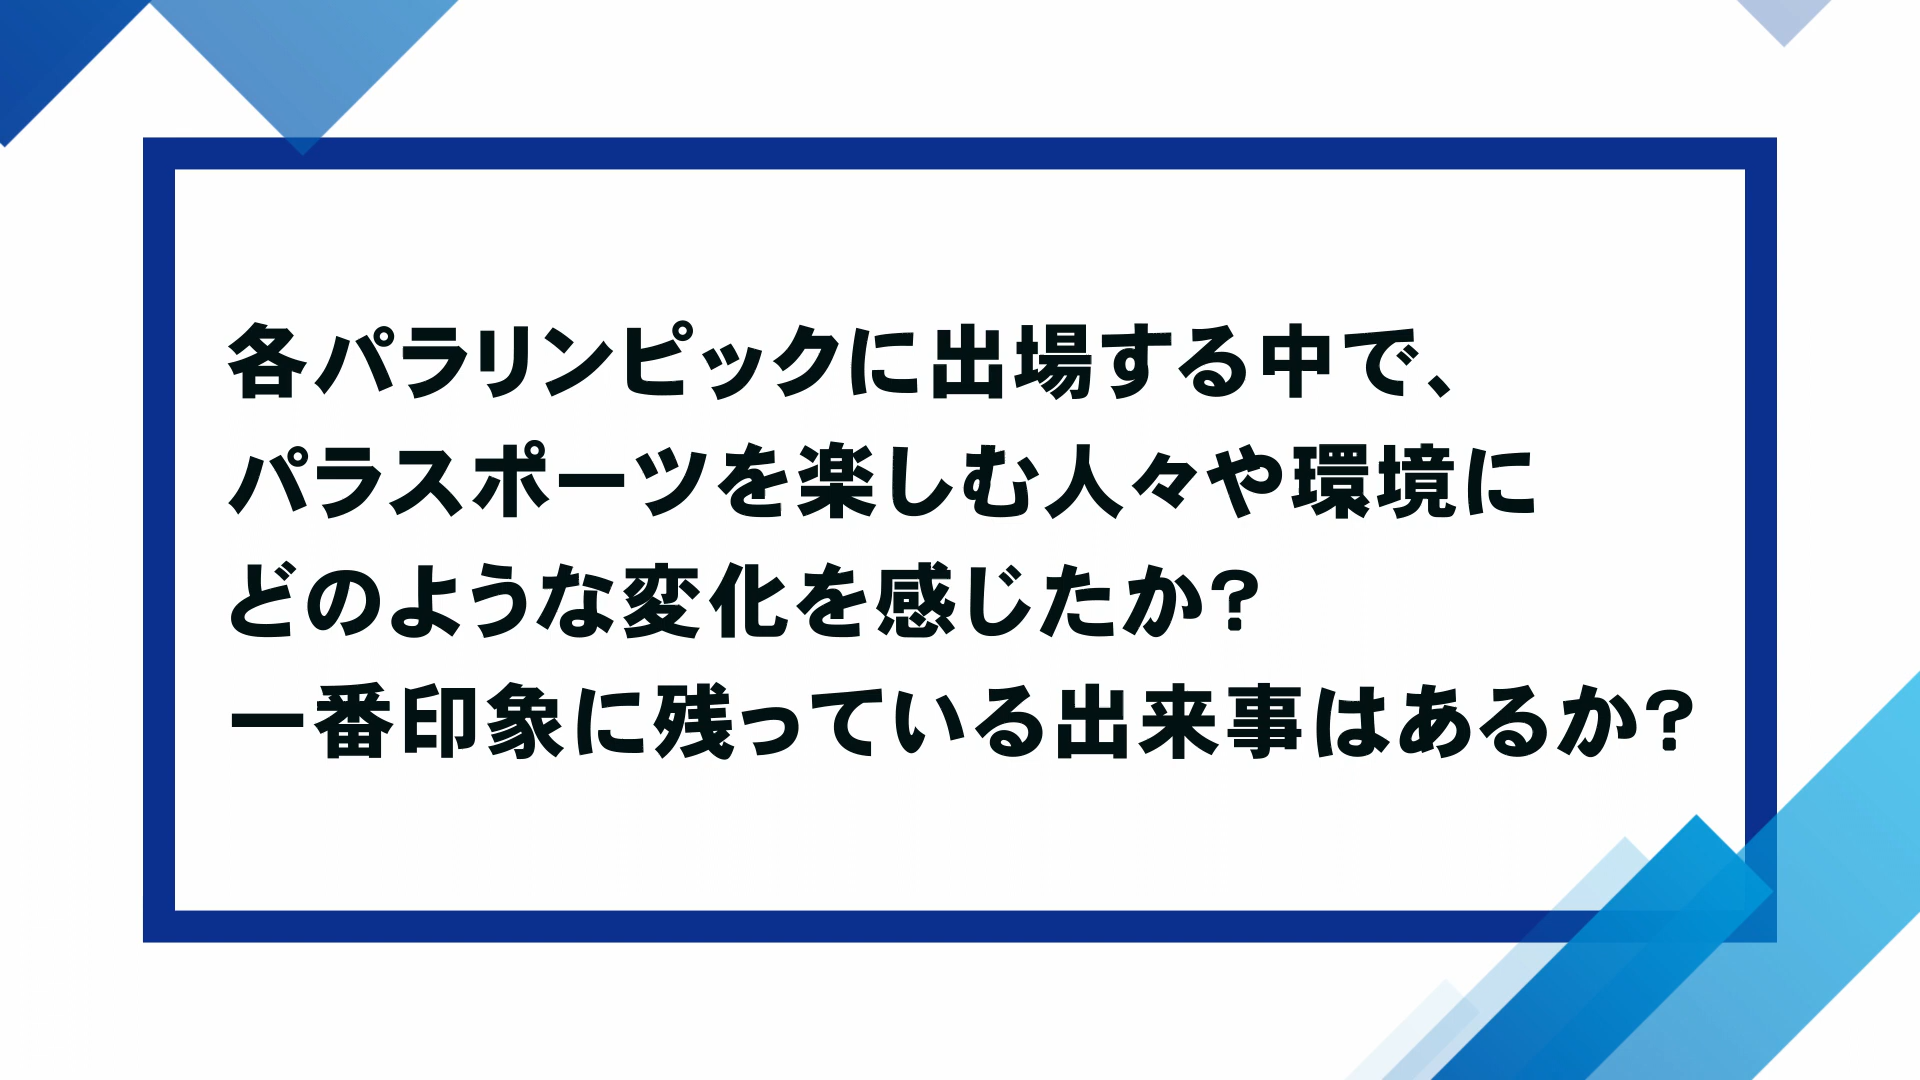 各パラリンピックに出場する中で、
パラスポーツを楽しむ人々や環境に
どのような変化を感じたか?
一番印象に残っている出来事はあるか?